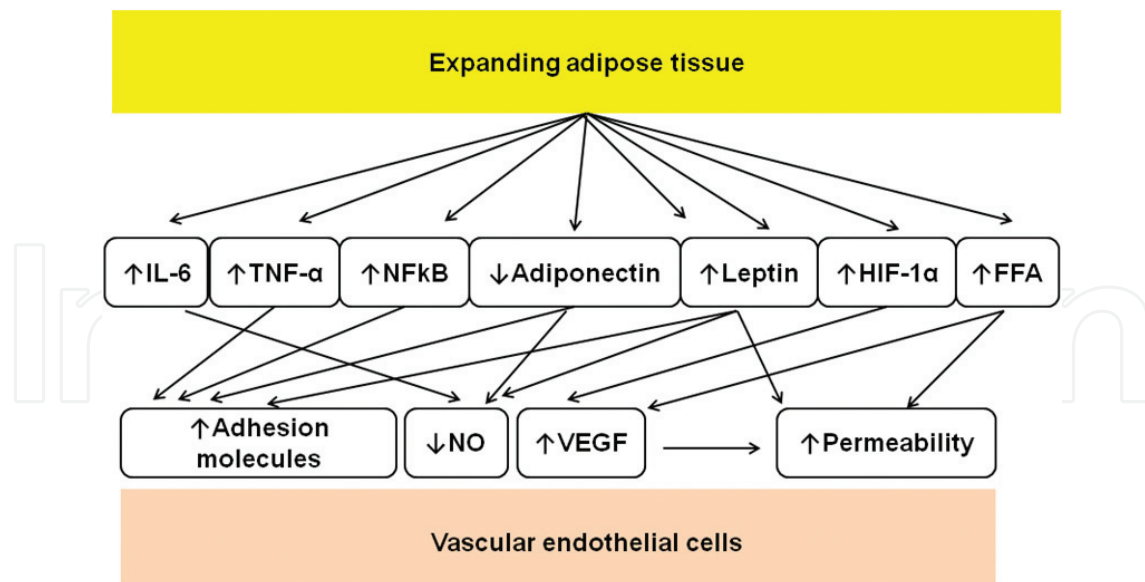 Expanding adipose tissue
↑IL-6 ↑TNF-α ↑NFkB ↓Adiponectin ↑Leptin ↑HIF-1α ↑FFA
↑Adhesion
molecules
↓NO ↑VEGF ↑Permeability
Vascular endothelial cells